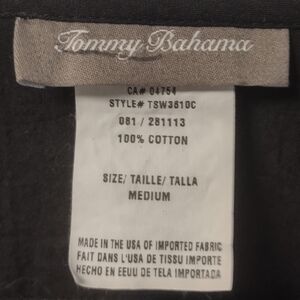 Tommy Bahama
CA# 04754
STYLE# TSW3810C
081 / 281113
100% COTTON
SIZE/ TAILLE/ TALLA
MEDIUM
MADE IN THE USA OF IMPORTED FABRIC
FAIT DANS L'USA DE TISSU IMPORTE
HECHO EN EEUU DE TELA IMPORTADA